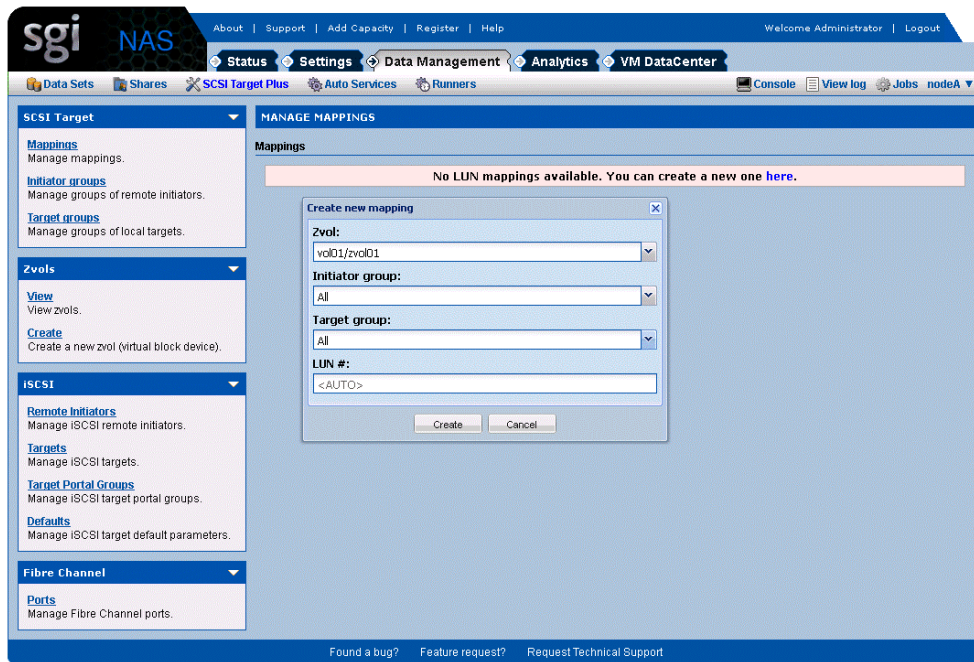 sgi NAS
About | Support | Add Capacity | Register | Help
Welcome Administrator | Logout
Status Settings Data Management Analytics VM DataCenter
Data Sets Shares SCSI Target Plus Auto Services Runners
Console View log Jobs nodeA
SCSI Target
Mappings
Manage mappings.
Initiator groups
Manage groups of remote initiators.
Target groups
Manage groups of local targets.
Zvols
View
View zvols.
Create
Create a new zvol (virtual block device).
iSCSI
Remote Initiators
Manage iSCSI remote initiators.
Targets
Manage iSCSI targets.
Target Portal Groups
Manage iSCSI target portal groups.
Defaults
Manage iSCSI target default parameters.
Fibre Channel
Ports
Manage Fibre Channel ports.
MANAGE MAPPINGS
Mappings
No LUN mappings available. You can create a new one here.
Create new mapping
Zvol:
vol01/zvol01
Initiator group:
All
Target group:
All
LUN #:
<AUTO>
Create Cancel
Found a bug? Feature request? Request Technical Support